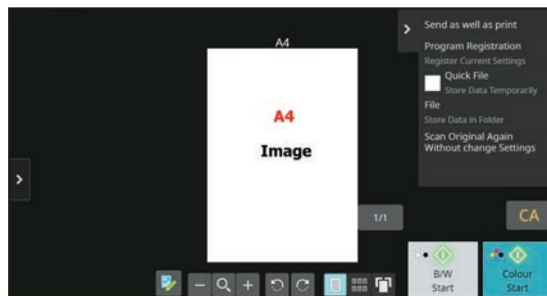 A4
A4
Image
Send as well as print
Program Registration
Register Current Settings
Quick File
Store Data Temporarily
File
Store Data in Folder
Scan Original Again
Without change Settings
1/1
CA
B/W
Start
Colour
Start